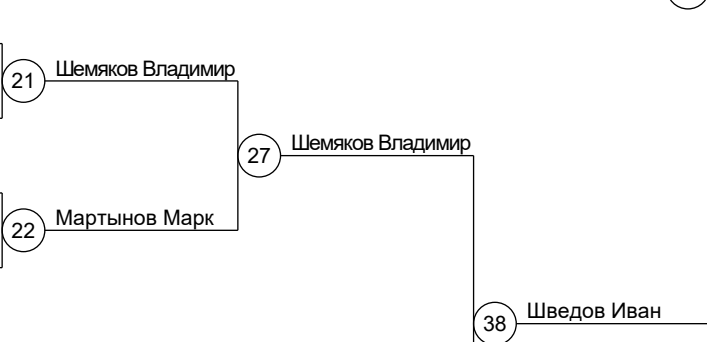 21 Шемяков Владимир
27 Шемяков Владимир
22 Мартынов Марк
38 Шведов Иван